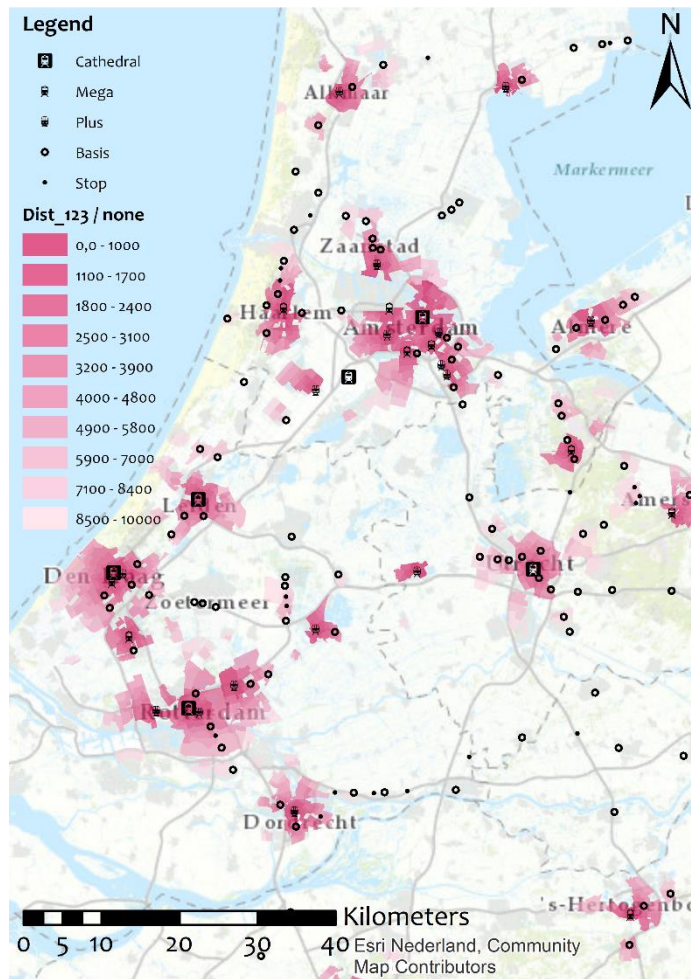 Legend
Cathedral
Mega
Plus
Basis
Stop
Dist_123 / none
0,0 - 1000
1100 - 1700
1800 - 2400
2500 - 3100
3200 - 3900
4000 - 4800
4900 - 5800
5900 - 7000
7100 - 8400
8500 - 10000
N
Alkmaar
Markermeer
L
Zaanstad
Haarlem
Amsterdam
Almere
Leiden
Amers
Den Haag
Utrecht
Zoetermeer
Rotterdam
Dordrecht
's-Hertogenbo
Kilometers
0 5 10 20 30 40
Esri Nederland, Community
Map Contributors